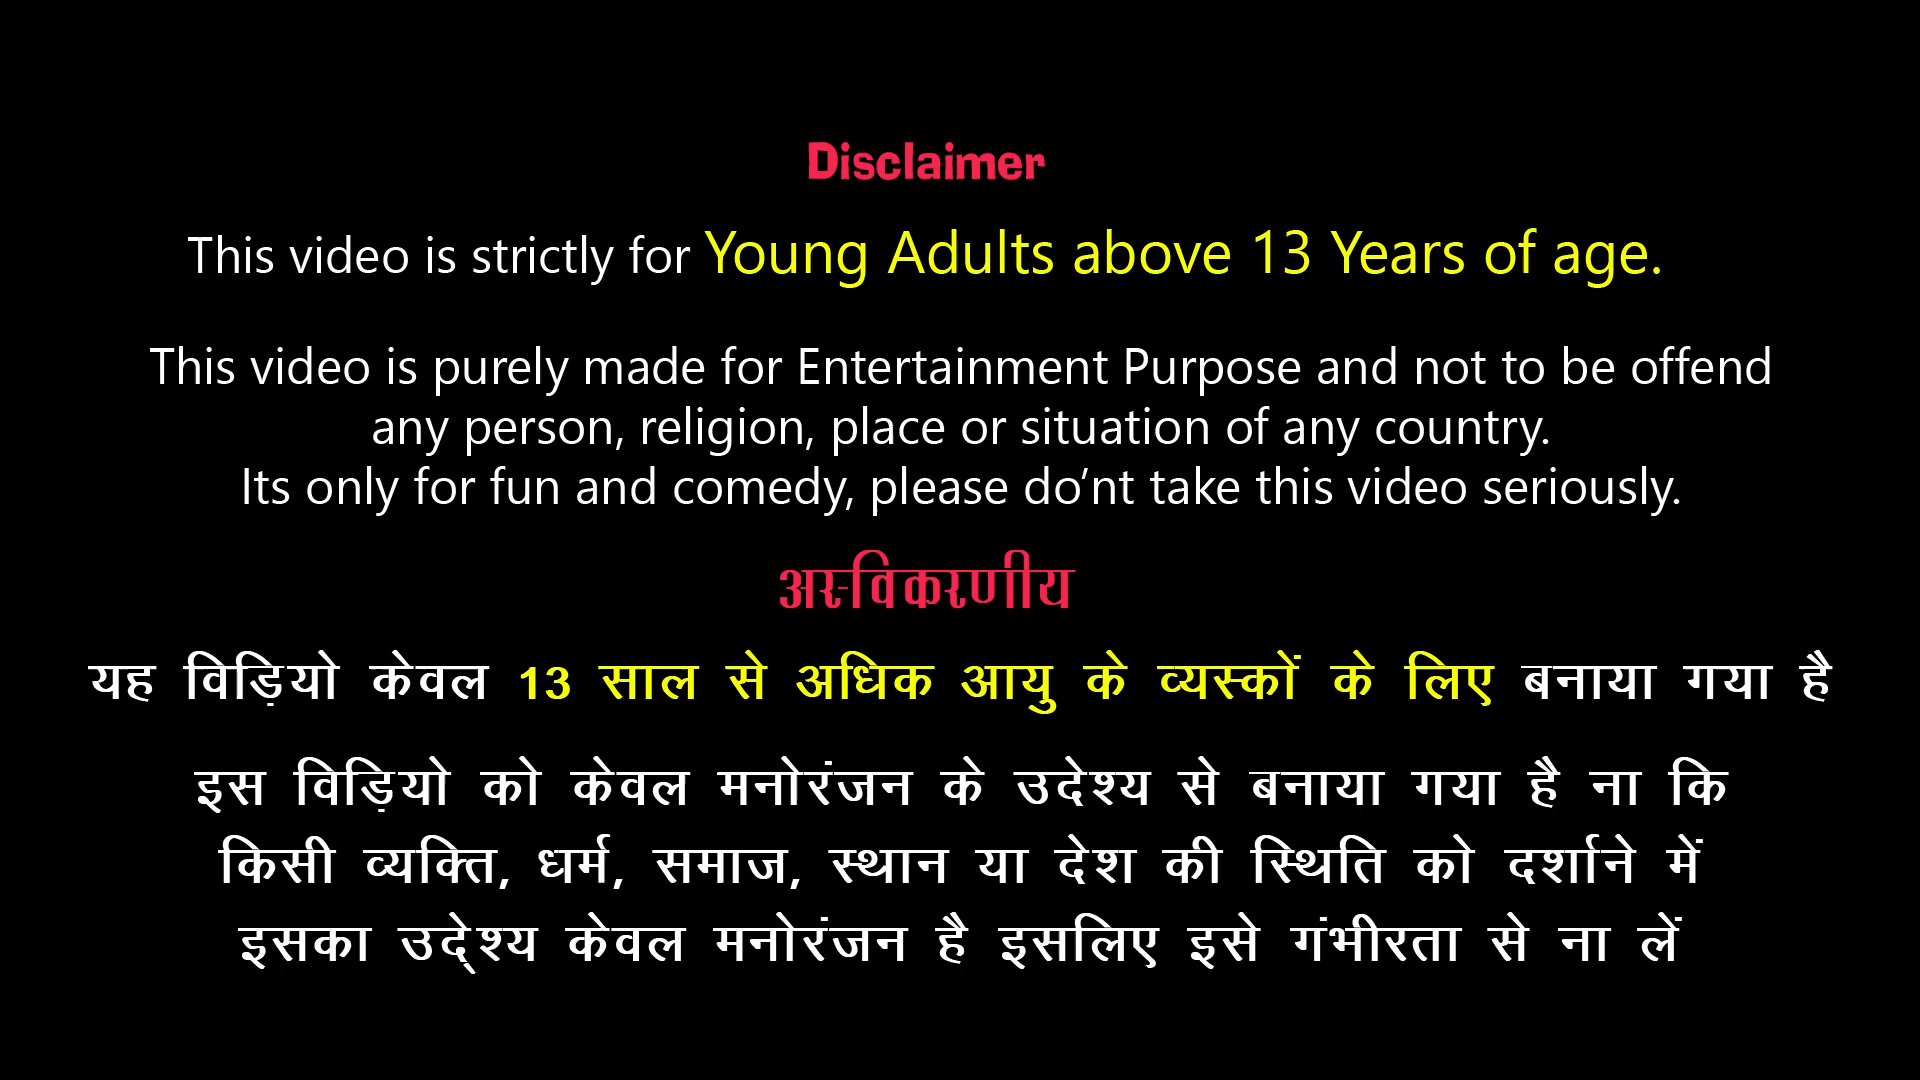 Disclaimer
This video is strictly for Young Adults above 13 Years of age.
This video is purely made for Entertainment Purpose and not to be offend
any person, religion, place or situation of any country.
Its only for fun and comedy, please do‘nt take this video seriously.
अस्विकरणीय
यह विडि़यो केवल 13 साल से अधिक आयु के व्यस्कों के लिए बनाया गया है
इस विडि़यो को केवल मनोरंजन के उदेश्य से बनाया गया है ना कि
किसी व्यक्ति, धर्म, समाज, स्थान या देश की स्थिति को दर्शाने में
इसका उदे्श्य केवल मनोरंजन है इसलिए इसे गंभीरता से ना लें